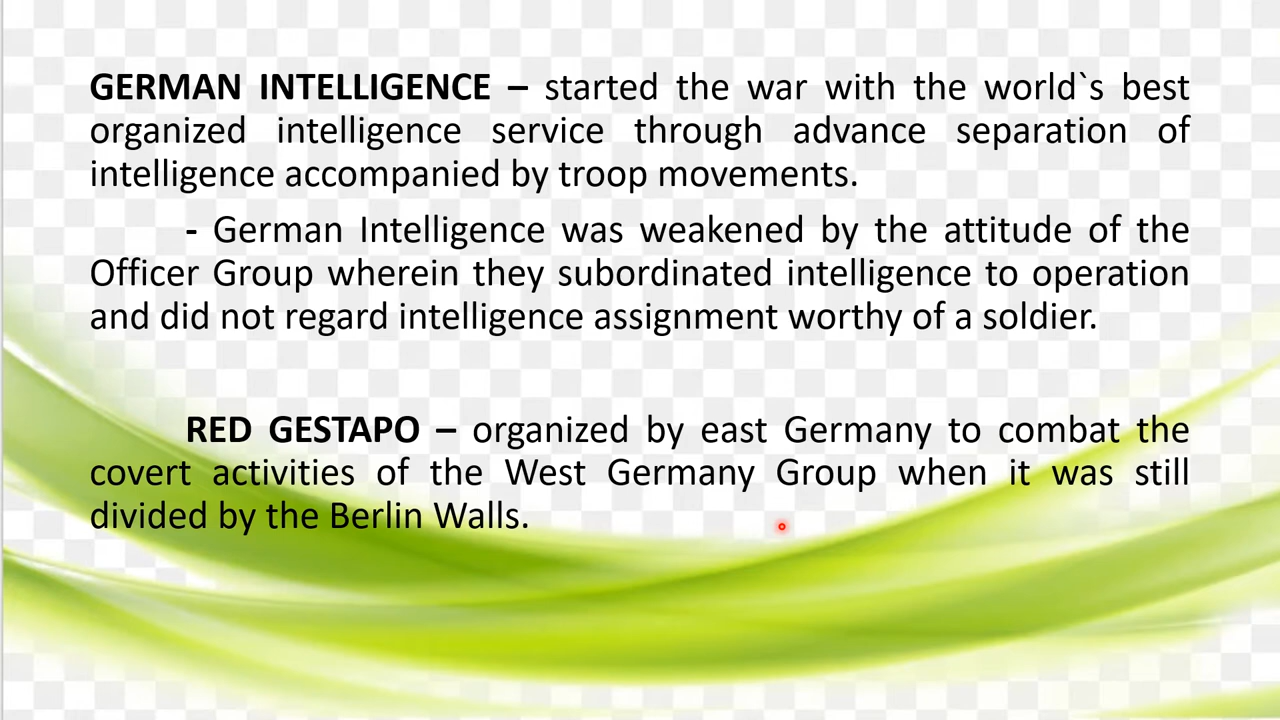 GERMAN INTELLIGENCE – started the war with the world`s best
organized intelligence service through advance separation of
intelligence accompanied by troop movements.
- German Intelligence was weakened by the attitude of the
Officer Group wherein they subordinated intelligence to operation
and did not regard intelligence assignment worthy of a soldier.
RED GESTAPO – organized by east Germany to combat the
covert activities of the West Germany Group when it was still
divided by the Berlin Walls.